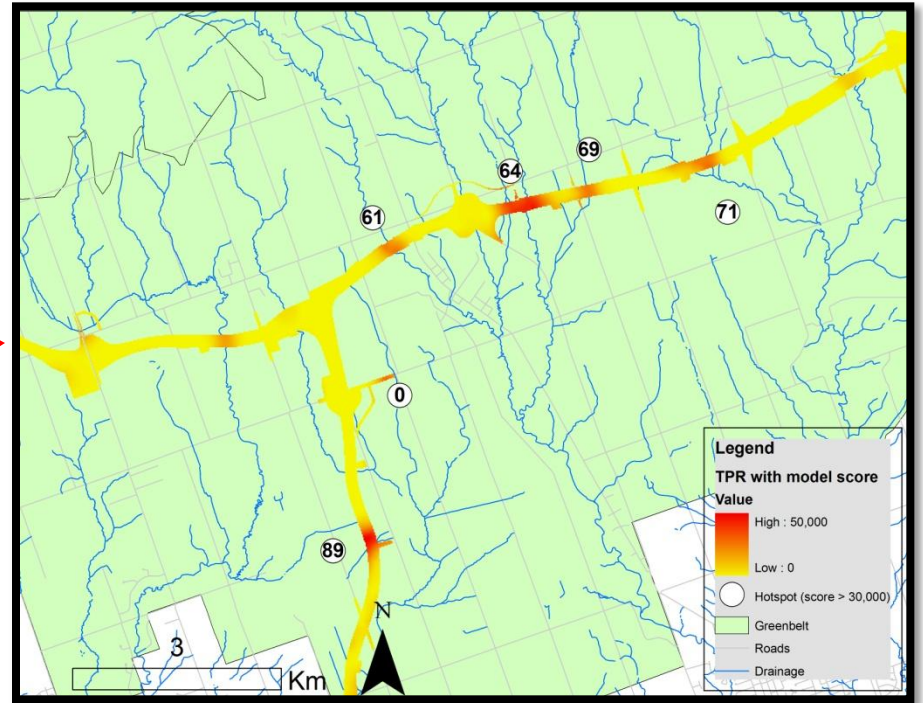 69
64
61
71
0
89
N
3
Km
Legend
TPR with model score
Value
High : 50,000
Low : 0
Hotspot (score > 30,000)
Greenbelt
Roads
Drainage